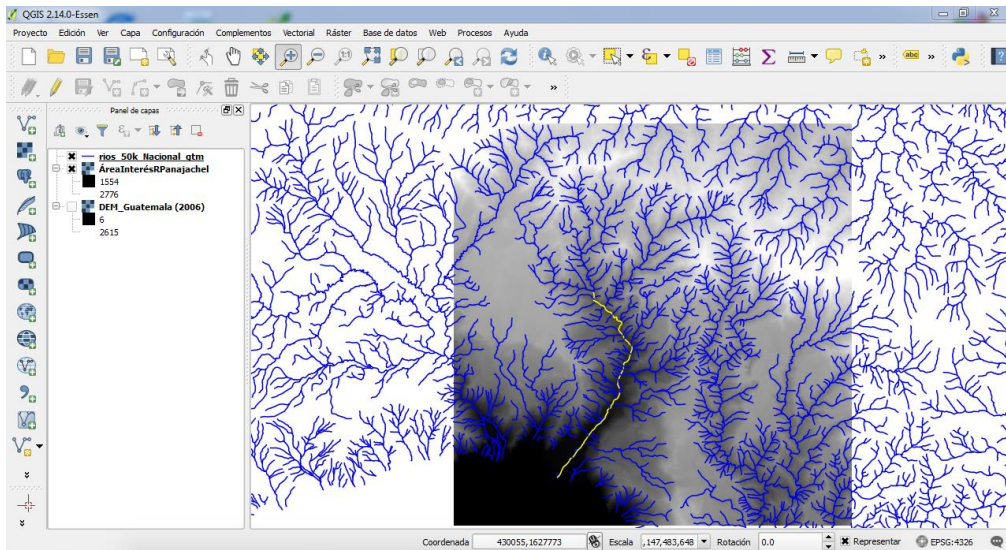 QGIS 2.14.0-Essen
Proyecto Edición Ver Capa Configuración Complementos Vectorial Ráster Base de datos Web Procesos Ayuda
abc
Panel de capas
rios_50k_Nacional_gtm
ÁreaInterésRPanajachel
1554
2776
DEM_Guatemala (2006)
6
2615
Coordenada 430055,1627773 Escala ,147,483,648 Rotación 0.0 Representar EPSG:4326